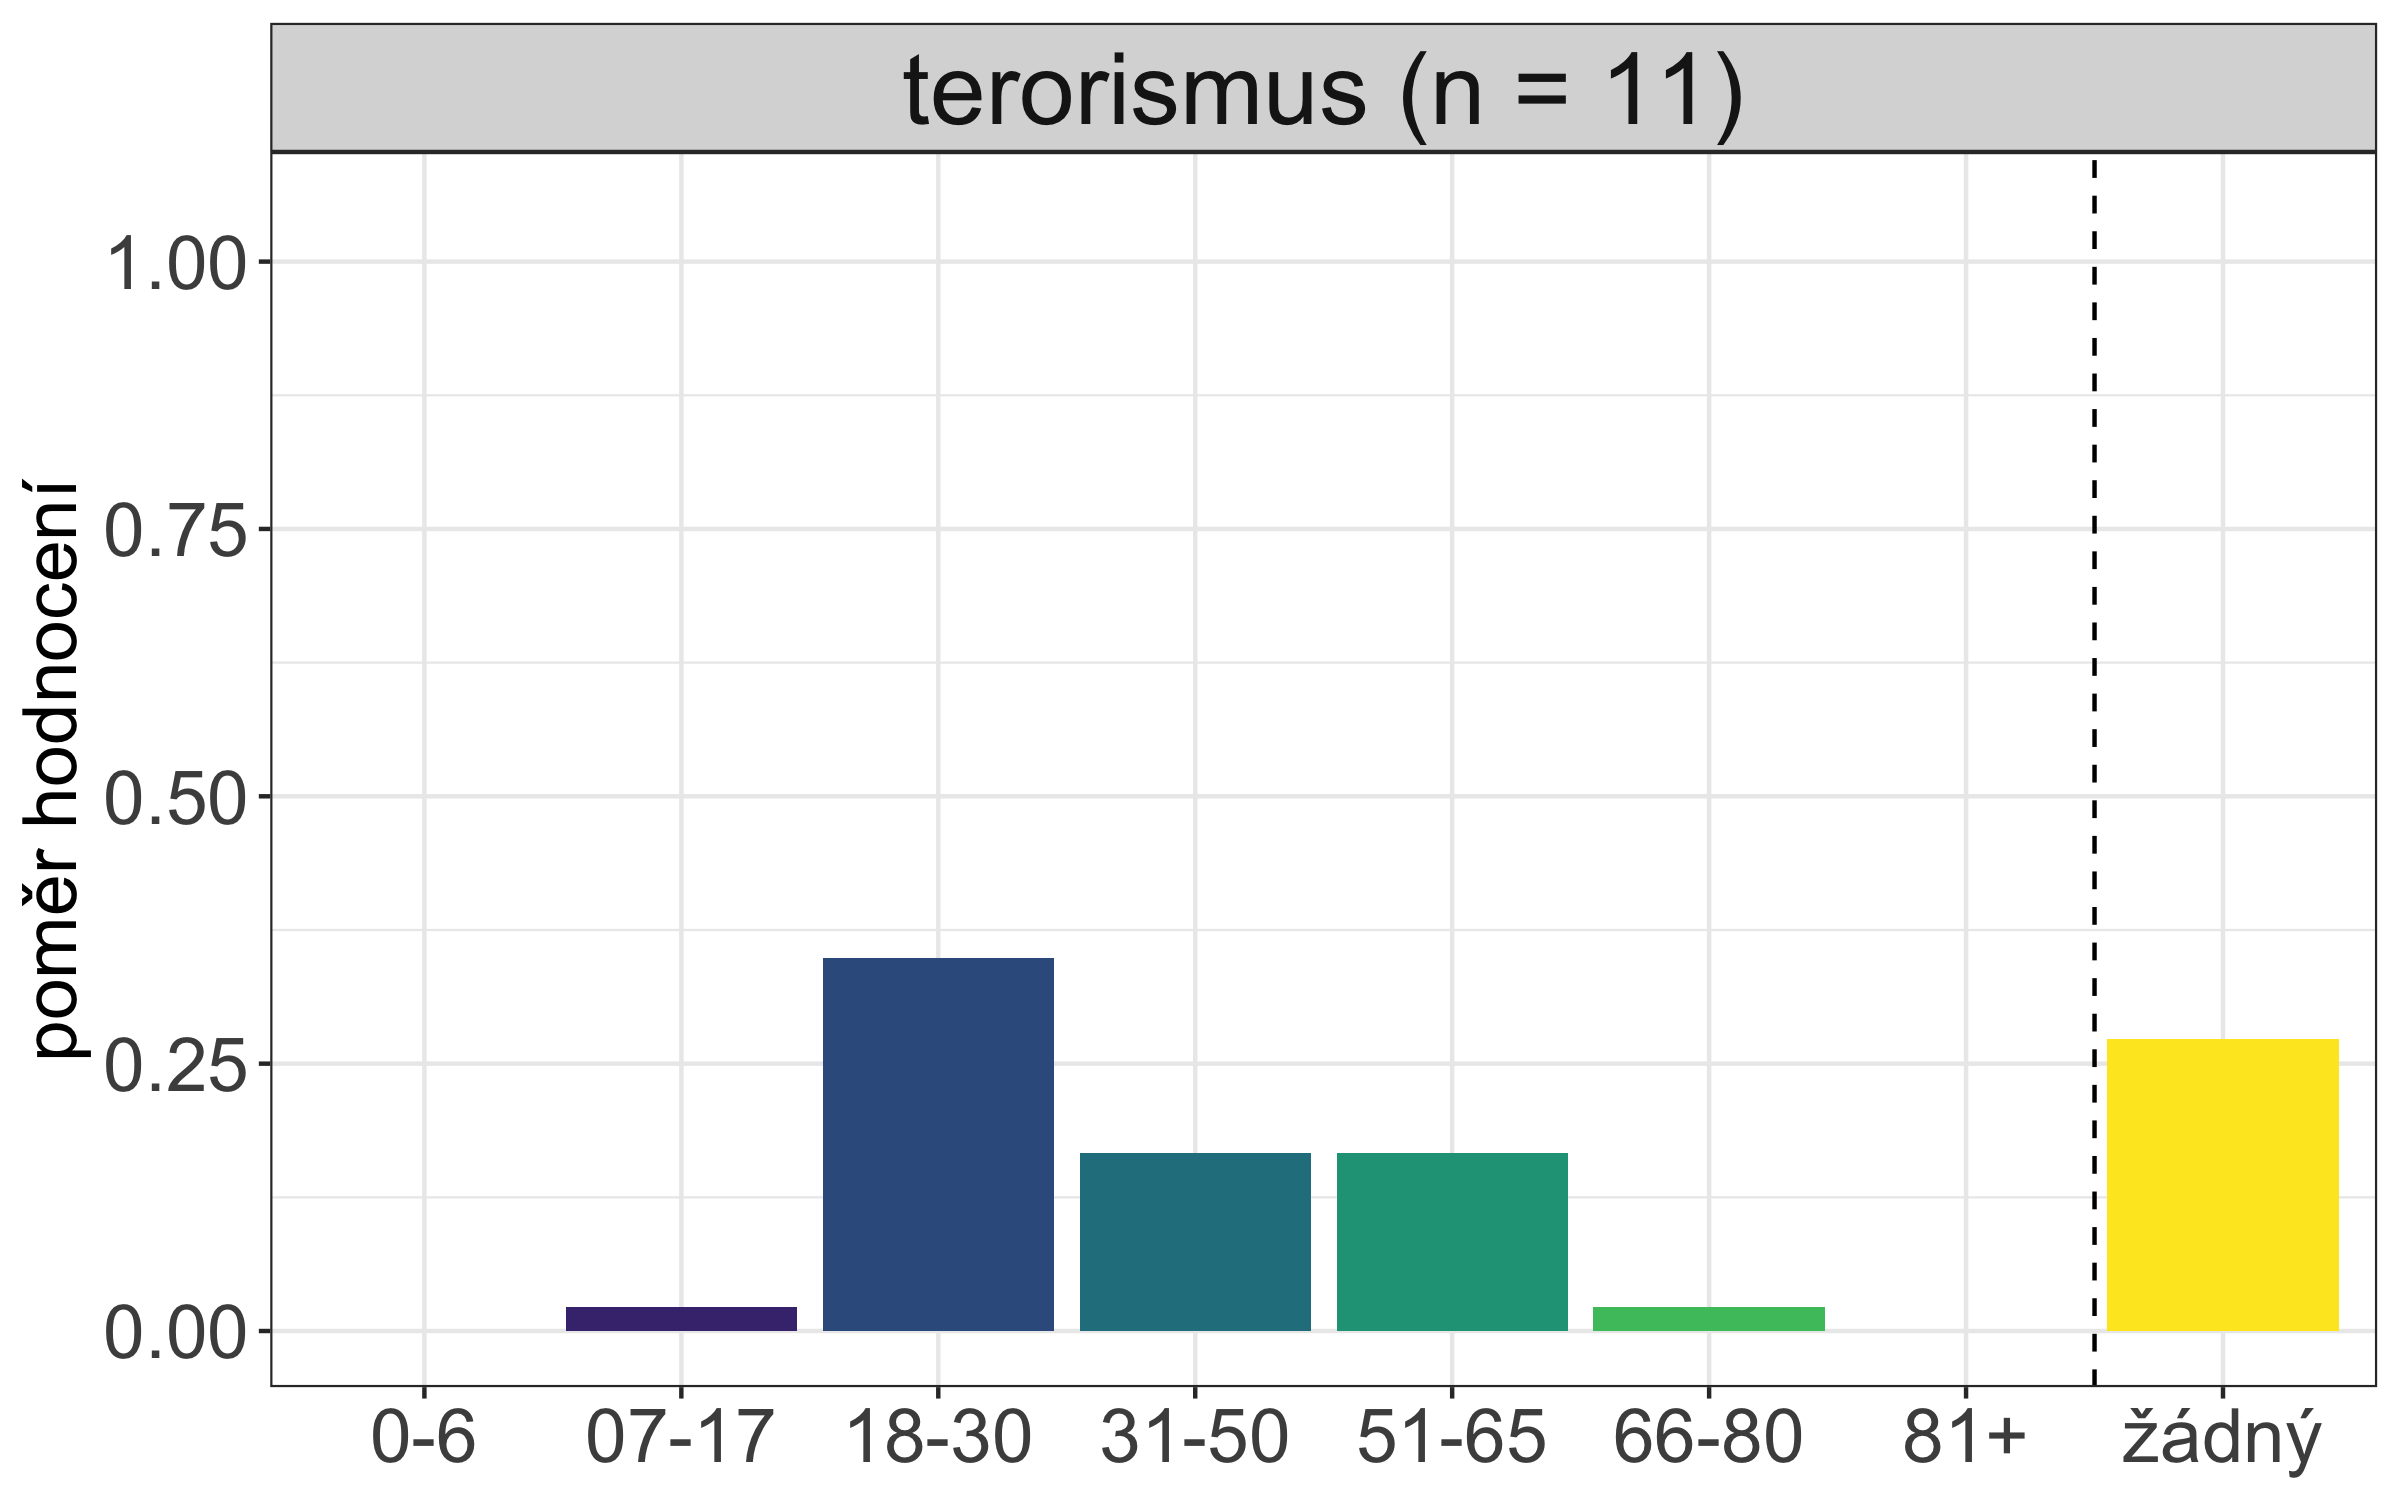 terorismus (n = 11)
poměr hodnocení
1.00
0.75
0.50
0.25
0.00
0-6 07-17 18-30 31-50 51-65 66-80 81+ žádný